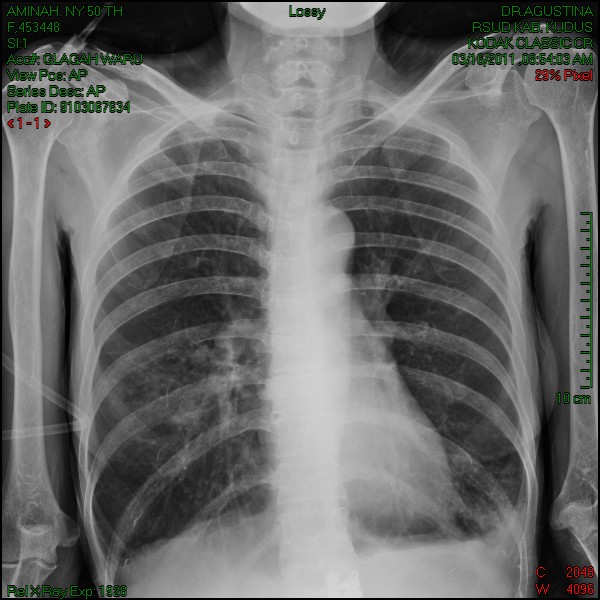 AMINAH. NY 50 TH
F,453448
SI:1
Acc#: GLAGAH WARU
View Pos: AP
Series Desc: AP
Plate ID: 9103087834
<1-1>
Lossy
DR.AGUSTINA
RSUD KAB. KUDUS
KODAK CLASSIC CR
03/16/2011 ,08:54:03 AM
29% Pixel
10 cm
Rel X Ray Exp: 1928
C 2048
W 4096